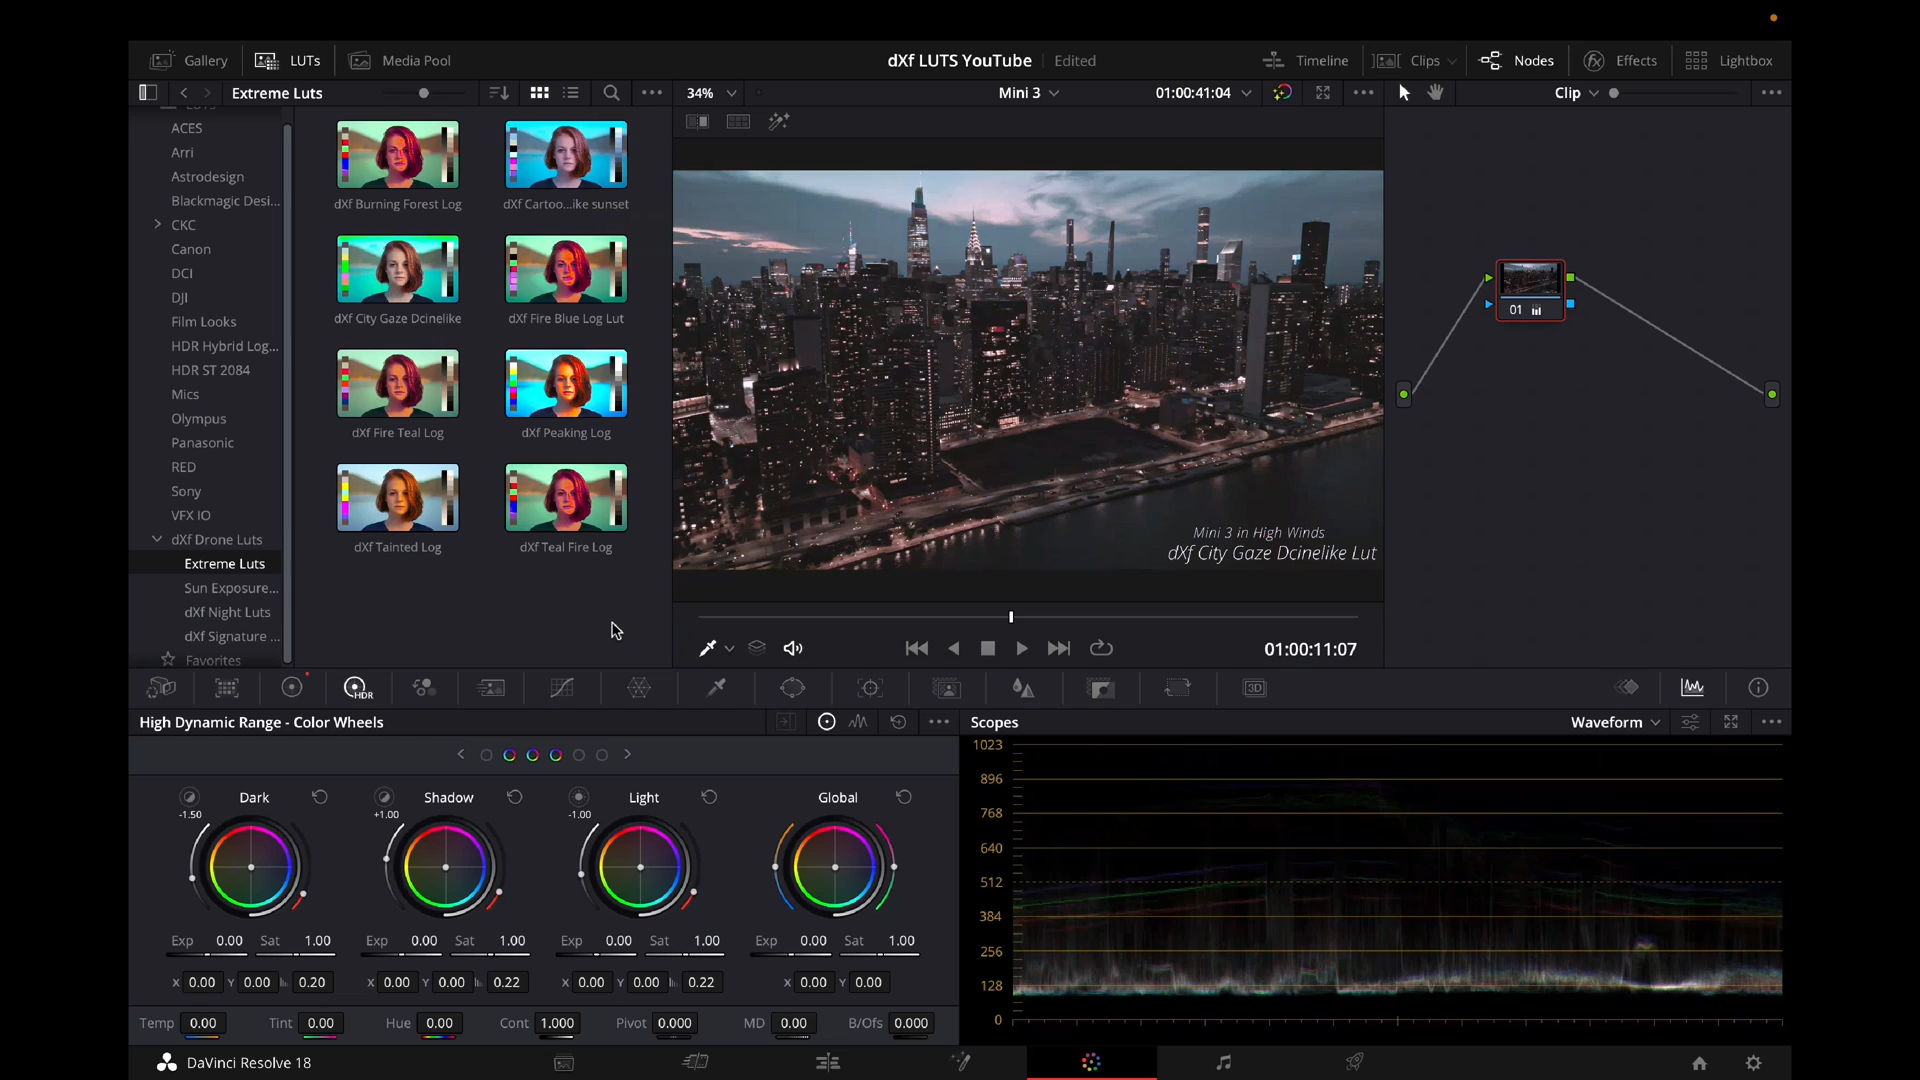 Gallery
LUTs
Media Pool
dXf LUTS YouTube
Edited
Timeline
Clips
Nodes
Effects
Lightbox
Extreme Luts
34%
Mini 3
01:00:41:04
Clip
ACES
Arri
Astrodesign
Blackmagic Desi...
CKC
Canon
DCI
DJI
Film Looks
HDR Hybrid Log...
HDR ST 2084
Mics
Olympus
Panasonic
RED
Sony
VFX IO
dXf Drone Luts
Extreme Luts
Sun Exposure...
dXf Night Luts
dXf Signature ...
Favorites
dXf Burning Forest Log
dXf Cartoo...ike sunset
dXf City Gaze Dcinelike
dXf Fire Blue Log Lut
dXf Fire Teal Log
dXf Peaking Log
dXf Tainted Log
dXf Teal Fire Log
Mini 3 in High Winds
dXf City Gaze Dcinelike Lut
01
01:00:11:07
HDR
3D
High Dynamic Range - Color Wheels
Scopes
Waveform
Dark
Shadow
Light
Global
-1.50
+1.00
-1.00
Exp 0.00 Sat 1.00
Exp 0.00 Sat 1.00
Exp 0.00 Sat 1.00
Exp 0.00 Sat 1.00
X 0.00 Y 0.00 0.20
X 0.00 Y 0.00 0.22
X 0.00 Y 0.00 0.22
X 0.00 Y 0.00
Temp 0.00 Tint 0.00 Hue 0.00 Cont 1.000 Pivot 0.000 MD 0.00 B/Ofs 0.000
1023
896
768
640
512
384
256
128
0
DaVinci Resolve 18